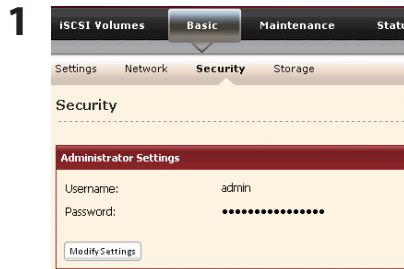 1
iSCSI Volumes Basic Maintenance
Settings Network Security Storage
Security
Administrator Settings
Username: admin
Password: ••••••••••••••••
Modify Settings